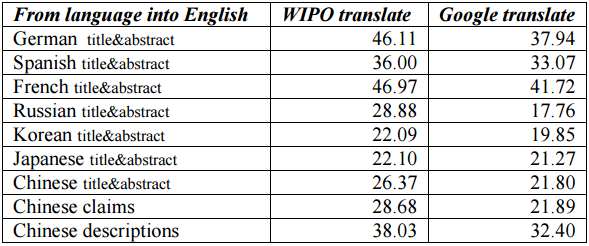 From language into English WIPO translate Google translate
German title&abstract 46.11 37.94
Spanish title&abstract 36.00 33.07
French title&abstract 46.97 41.72
Russian title&abstract 28.88 17.76
Korean title&abstract 22.09 19.85
Japanese title&abstract 22.10 21.27
Chinese title&abstract 26.37 21.80
Chinese claims 28.68 21.89
Chinese descriptions 38.03 32.40